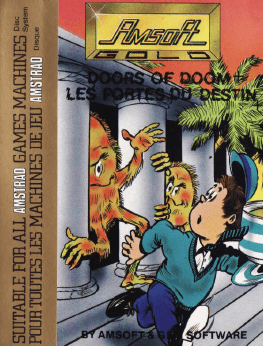 SUITABLE FOR ALL AMSTRAD GAMES MACHINES Disc System
POUR TOUTES LES MACHINES DE JEU AMSTRAD Disque
Amsoft
GOLD
DOORS OF DOOM +
LES PORTES DU DESTIN
BY AMSOFT & SOFTWARE